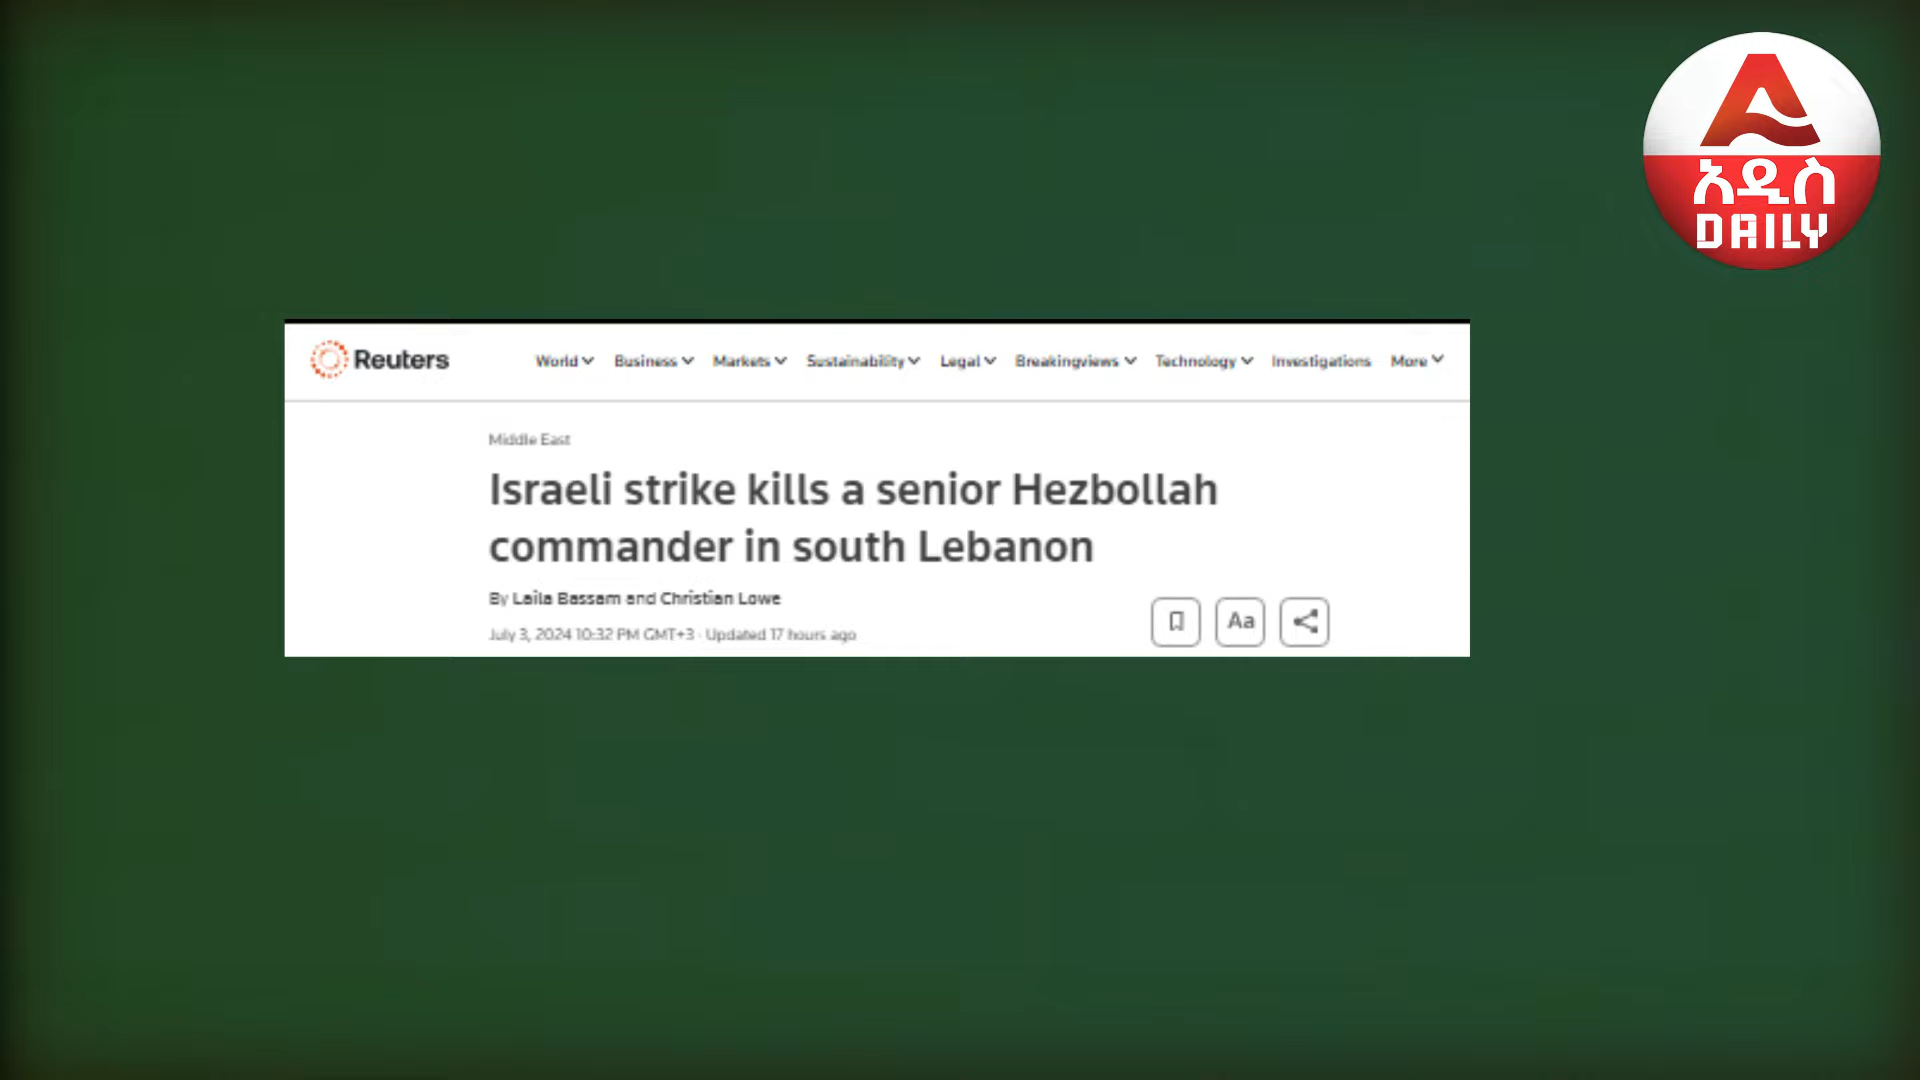 አዲስ
DAILY
Reuters World Business Markets Sustainability Legal Breakingviews Technology Investigations More
Middle East
Israeli strike kills a senior Hezbollah
commander in south Lebanon
By Laila Bassam and Christian Lowe
July 3, 2024 10:32 PM GMT+3 · Updated 17 hours ago
Aa